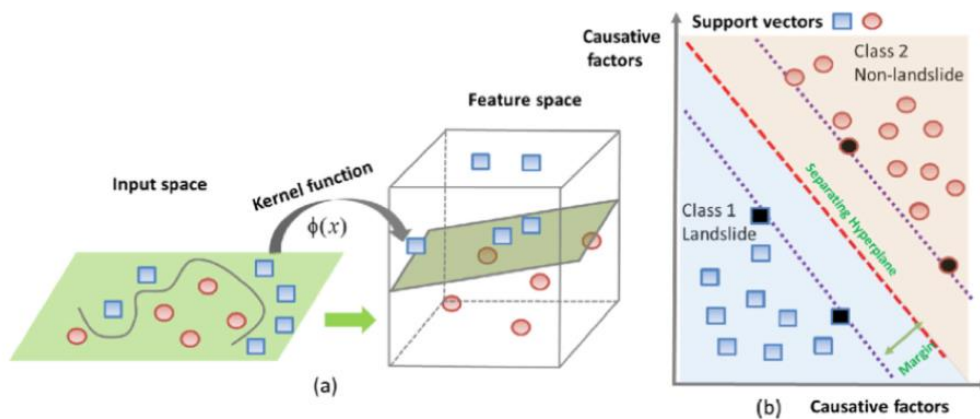 Input space
Kernel function
ϕ(x)
Feature space
(a)
Support vectors
Causative
factors
Class 2
Non-landslide
Separating Hyperplane
Class 1
Landslide
Margin
(b)
Causative factors